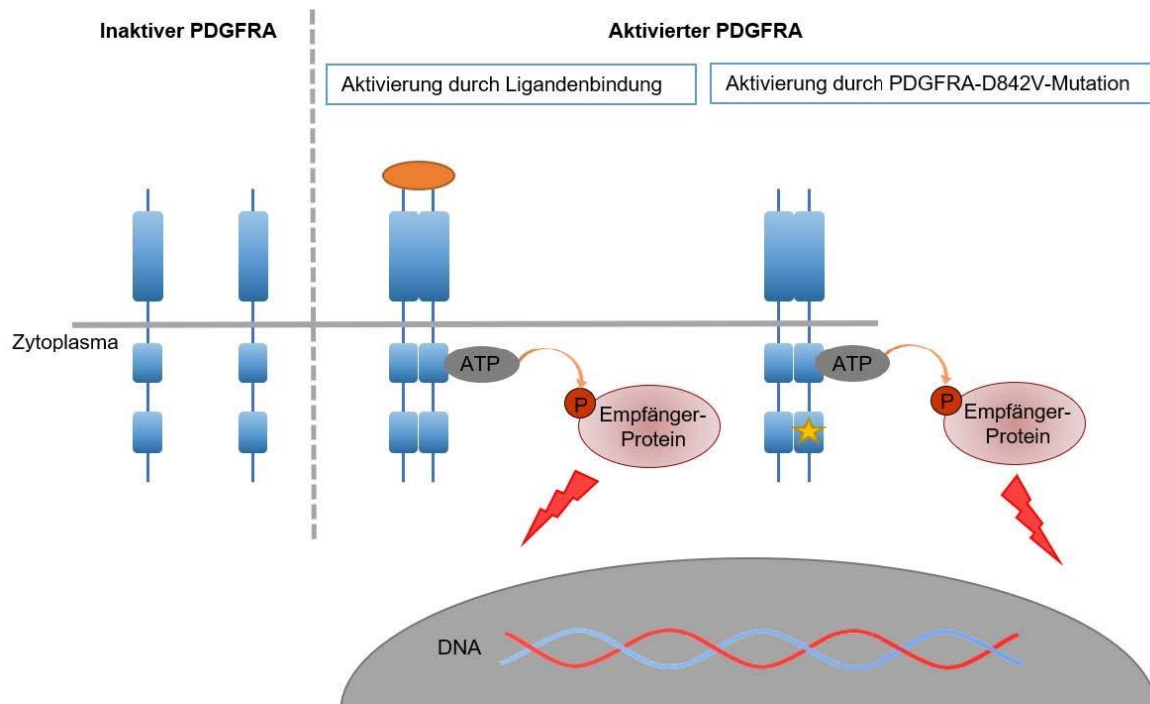 Inaktiver PDGFRA
Aktivierter PDGFRA
Aktivierung durch Ligandenbindung
Aktivierung durch PDGFRA-D842V-Mutation
Zytoplasma
ATP
P
Empfänger-
Protein
ATP
P
Empfänger-
Protein
DNA